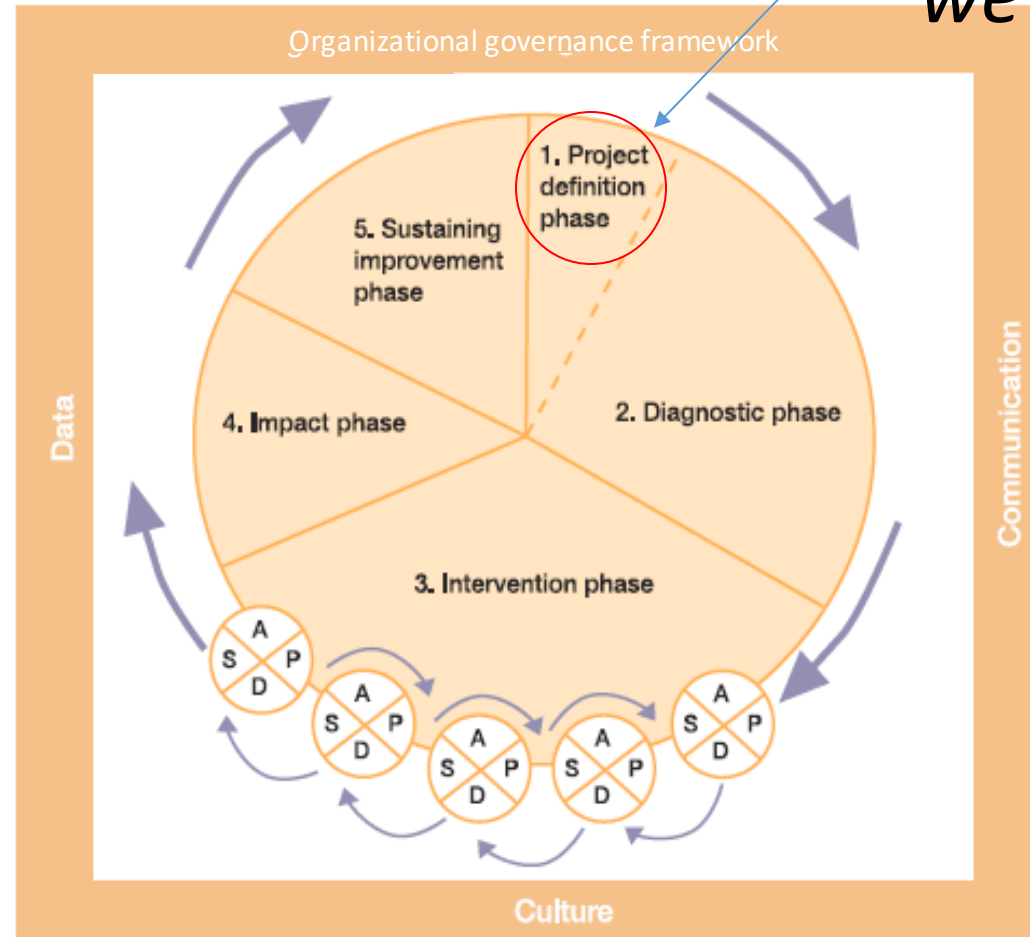 we
Organizational governance framework
1. Project
definition
phase
5. Sustaining
improvement
phase
2. Diagnostic phase
4. Impact phase
Data
Communication
3. Intervention phase
A
S P
D
A
S P
D
A
S P
D
A
S P
D
A
S P
D
Culture